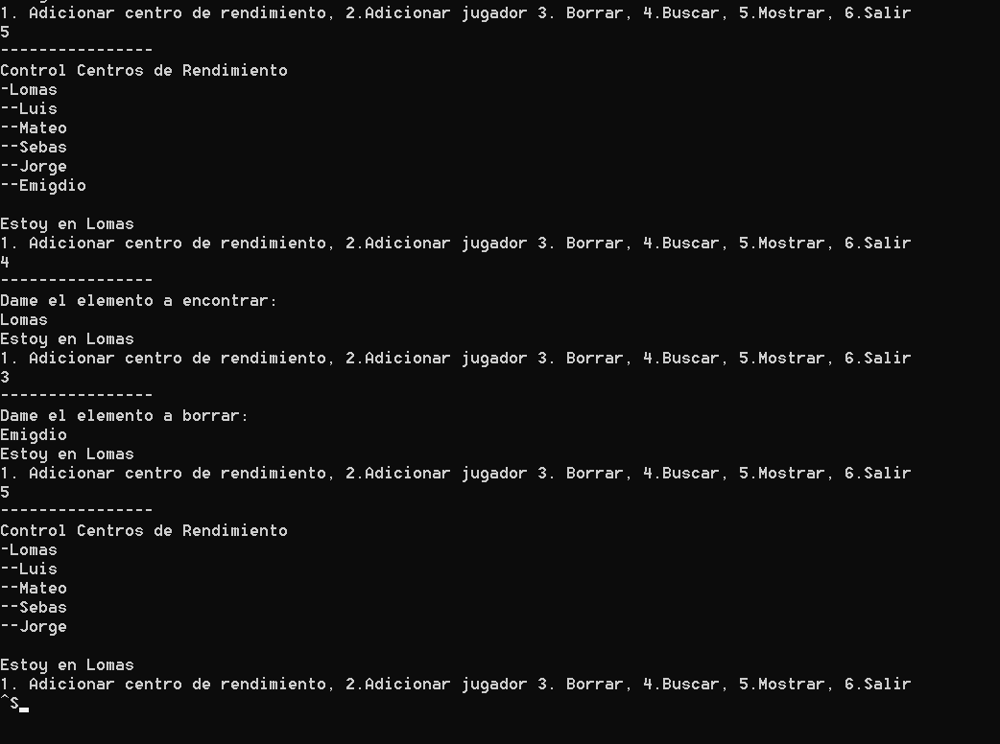 1. Adicionar centro de rendimiento, 2.Adicionar jugador 3. Borrar, 4.Buscar, 5.Mostrar, 6.Salir
5
----------------
Control Centros de Rendimiento
-Lomas
--Luis
--Mateo
--Sebas
--Jorge
--Emigdio
Estoy en Lomas
1. Adicionar centro de rendimiento, 2.Adicionar jugador 3. Borrar, 4.Buscar, 5.Mostrar, 6.Salir
4
----------------
Dame el elemento a encontrar:
Lomas
Estoy en Lomas
1. Adicionar centro de rendimiento, 2.Adicionar jugador 3. Borrar, 4.Buscar, 5.Mostrar, 6.Salir
3
----------------
Dame el elemento a borrar:
Emigdio
Estoy en Lomas
1. Adicionar centro de rendimiento, 2.Adicionar jugador 3. Borrar, 4.Buscar, 5.Mostrar, 6.Salir
5
----------------
Control Centros de Rendimiento
-Lomas
--Luis
--Mateo
--Sebas
--Jorge
Estoy en Lomas
1. Adicionar centro de rendimiento, 2.Adicionar jugador 3. Borrar, 4.Buscar, 5.Mostrar, 6.Salir
^S